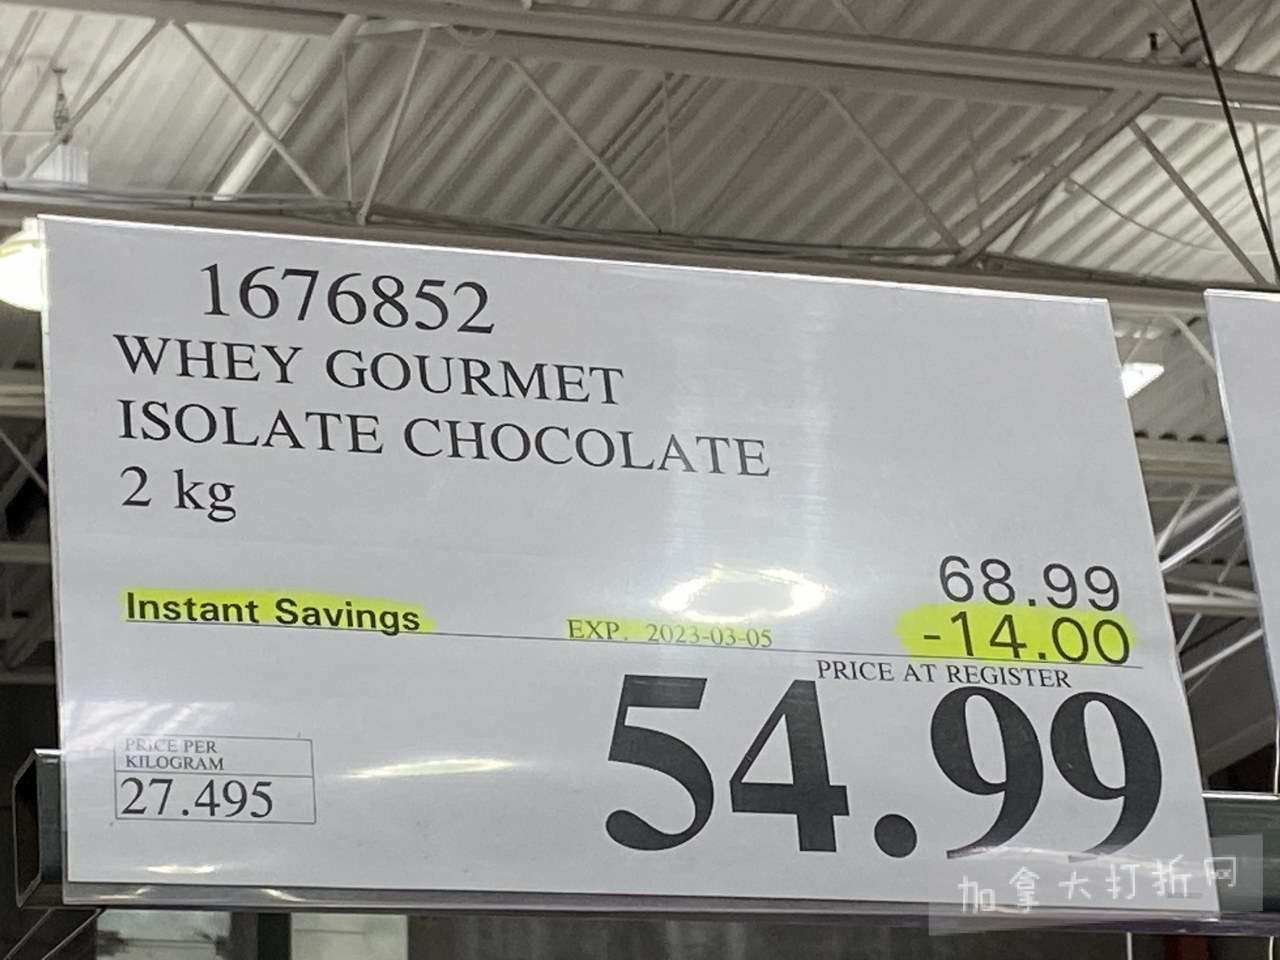 1676852
WHEY GOURMET
ISOLATE CHOCOLATE
2 kg
68.99
Instant Savings EXP. 2023-03-05 -14.00
PRICE AT REGISTER
54.99
PRICE PER
KILOGRAM
27.495
加拿大打折网